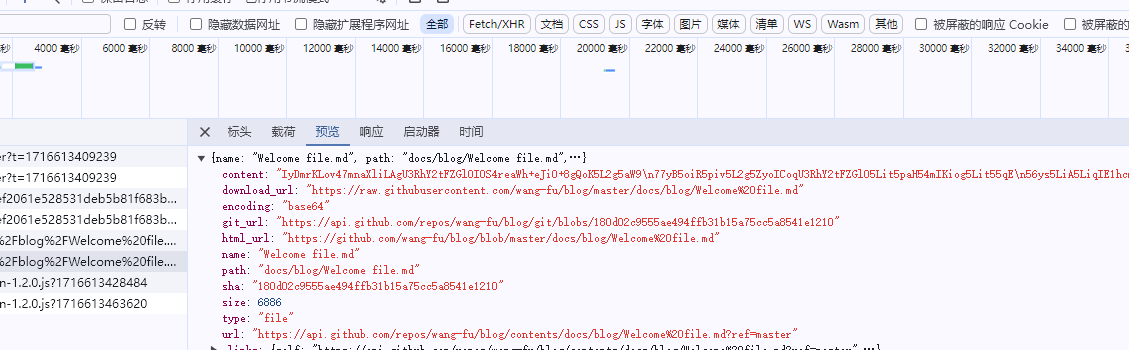 反转 隐藏数据网址 隐藏扩展程序网址 全部 Fetch/XHR 文档 CSS JS 字体 图片 媒体 清单 WS Wasm 其他 被屏蔽的响应 Cookie 被屏蔽的
毫秒 4000 毫秒 6000 毫秒 8000 毫秒 10000 毫秒 12000 毫秒 14000 毫秒 16000 毫秒 18000 毫秒 20000 毫秒 22000 毫秒 24000 毫秒 26000 毫秒 28000 毫秒 30000 毫秒 32000 毫秒 34000 毫秒
标头 载荷 预览 响应 启动器 时间
er?t=1716613409239
er?t=1716613409239
ef2061e528531deb5b81f683b...
ef2061e528531deb5b81f683b...
%2Fblog%2FWelcome%20file....
%2Fblog%2FWelcome%20file....
n-1.2.0.js?1716613428484
n-1.2.0.js?1716613463620
{name: "Welcome file.md", path: "docs/blog/Welcome file.md",…}
content:
download_url: "https://raw.githubusercontent.com/wang-fu/blog/master/docs/blog/Welcome%20file.md"
encoding: "base64"
git_url: "https://api.github.com/repos/wang-fu/blog/git/blobs/180d02c9555ae494ffb31b15a75cc5a8541e1210"
html_url: "https://github.com/wang-fu/blog/blob/master/docs/blog/Welcome%20file.md"
name: "Welcome file.md"
path: "docs/blog/Welcome file.md"
sha: "180d02c9555ae494ffb31b15a75cc5a8541e1210"
size: 6886
type: "file"
url: "https://api.github.com/repos/wang-fu/blog/contents/docs/blog/Welcome%20file.md?ref=master"